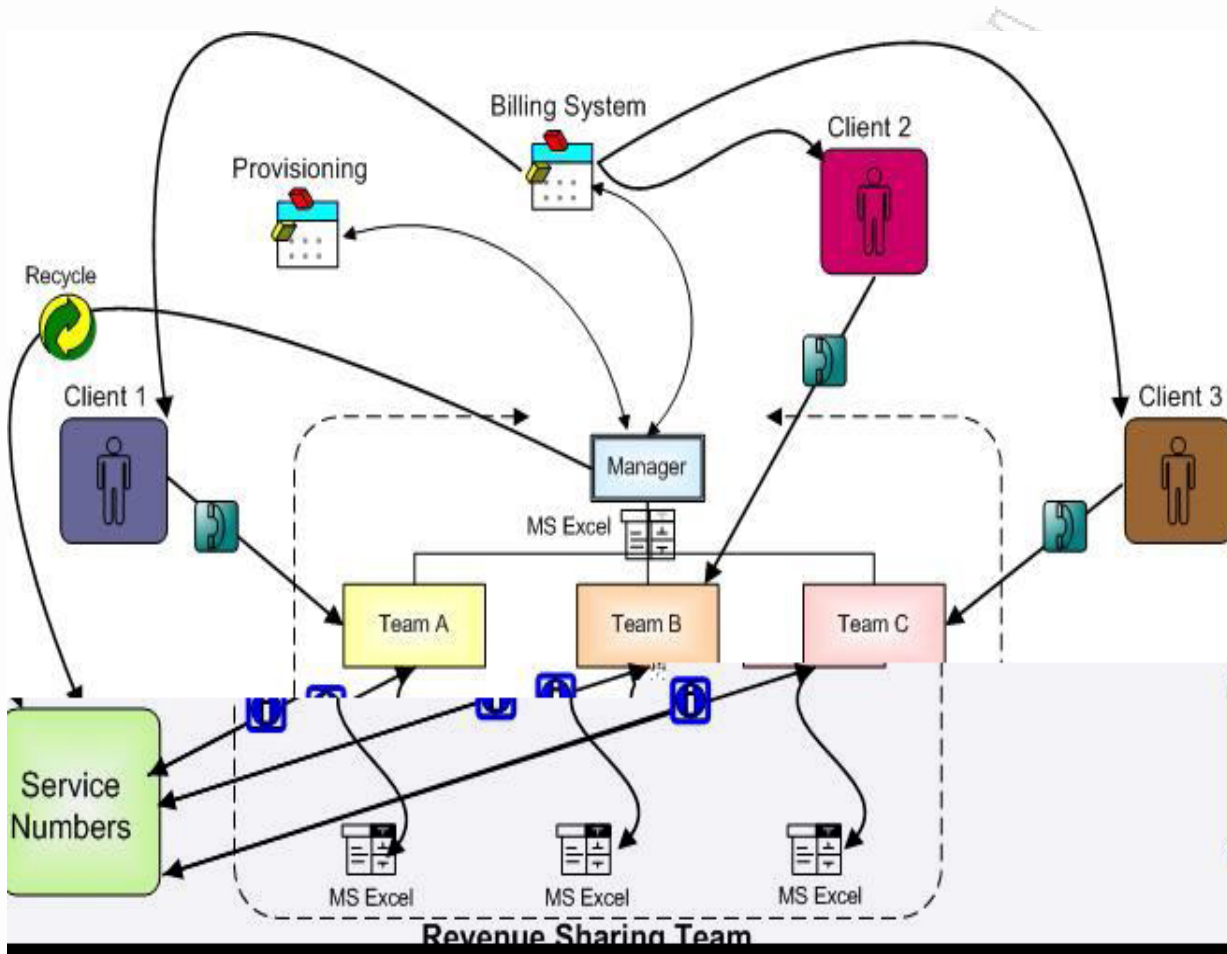 Billing System
Client 2
Provisioning
Recycle
Client 1
Client 3
Manager
MS Excel
Team A
Team B
Team C
Service
Numbers
MS Excel
MS Excel
MS Excel
Revenue Sharing Team